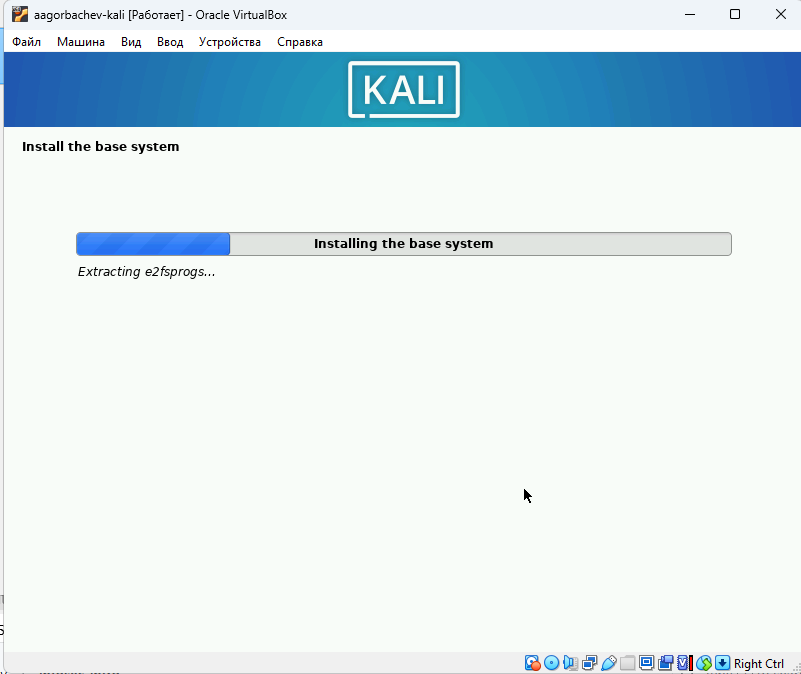 aagorbachev-kali [Работает] - Oracle VirtualBox
Файл Машина Вид Ввод Устройства Справка
KALI
Install the base system
Installing the base system
Extracting e2fsprogs...
Right Ctrl